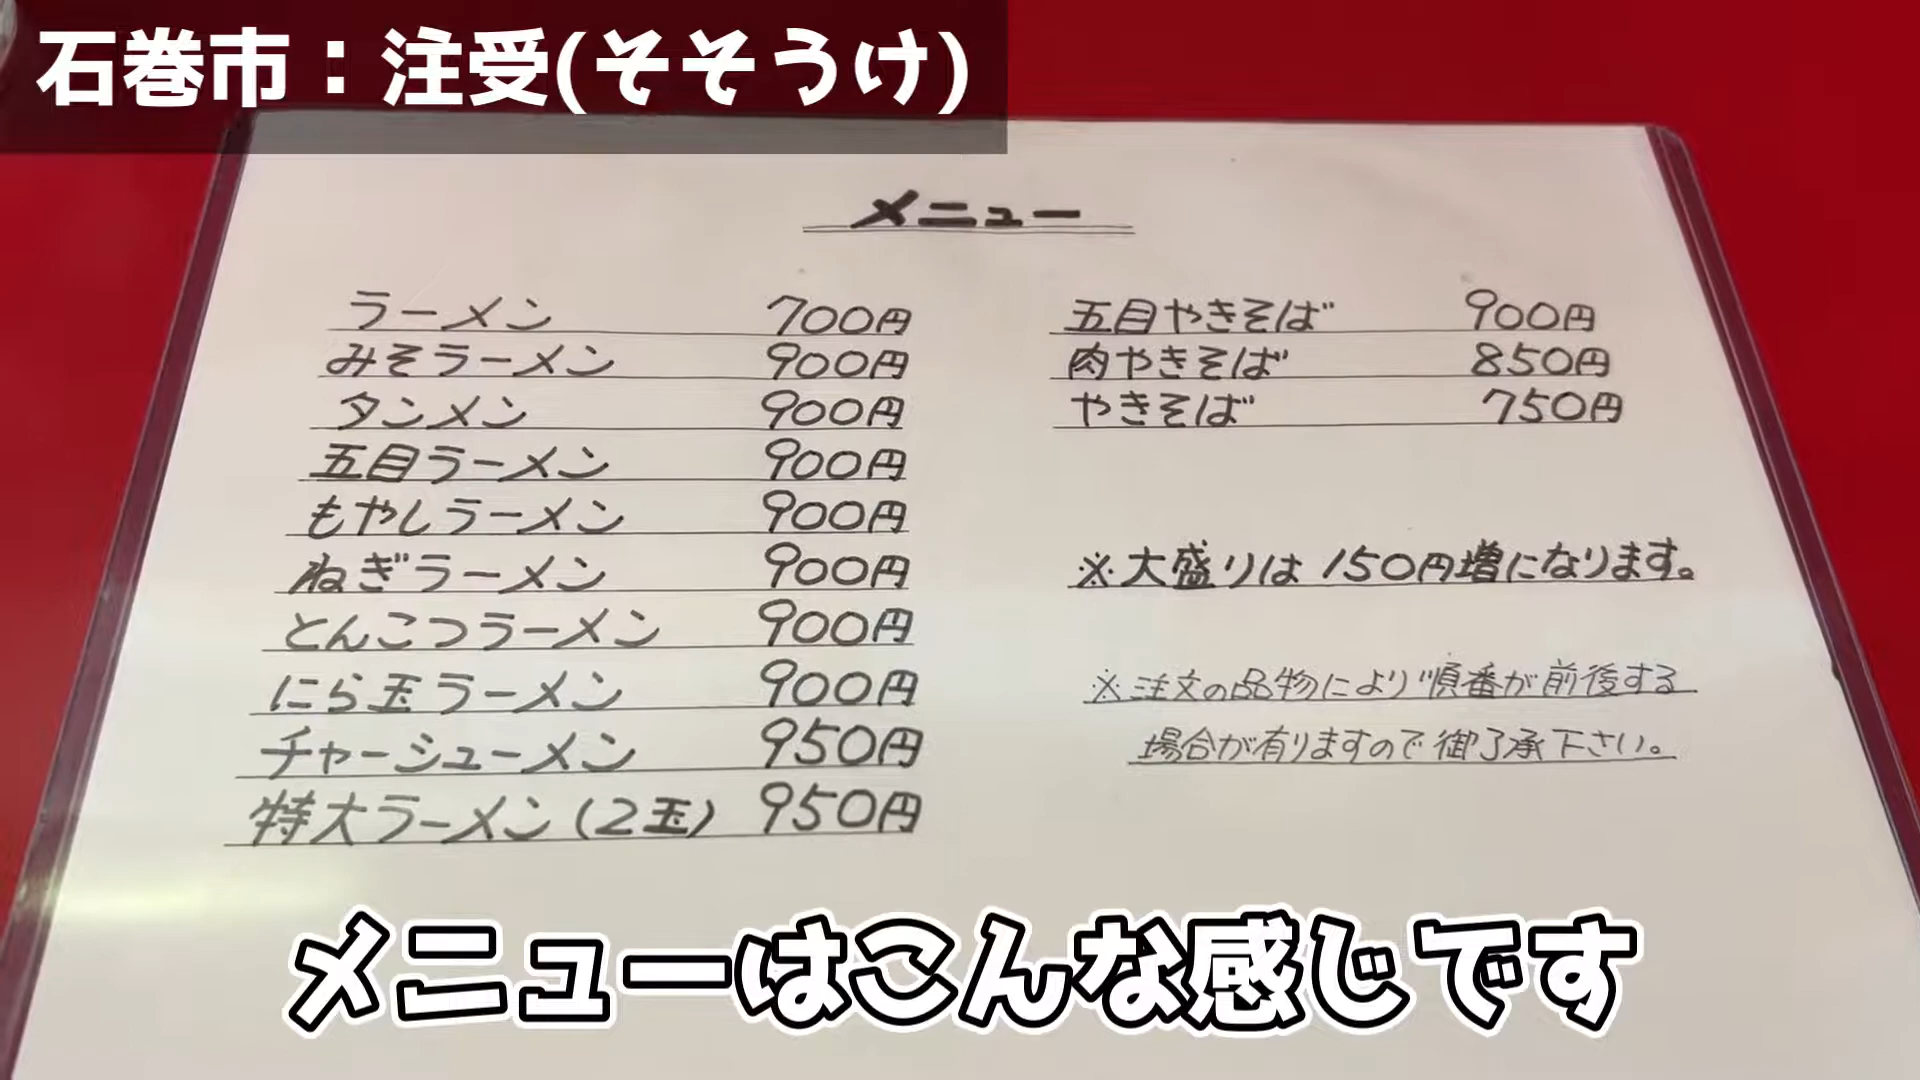 石巻市：注受(そそうけ)
メニュー
ラーメン 700円
みそラーメン 900円
タンメン 900円
五目ラーメン 900円
もやしラーメン 900円
ねぎラーメン 900円
とんこつラーメン 900円
にら玉ラーメン 900円
チャーシューメン 950円
特大ラーメン(2玉) 950円
五目やきそば 900円
肉やきそば 850円
やきそば 750円
※大盛りは150円増になります。
※注文の品物により順番が前後する
場合が有りますので御了承下さい。
メニューはこんな感じです